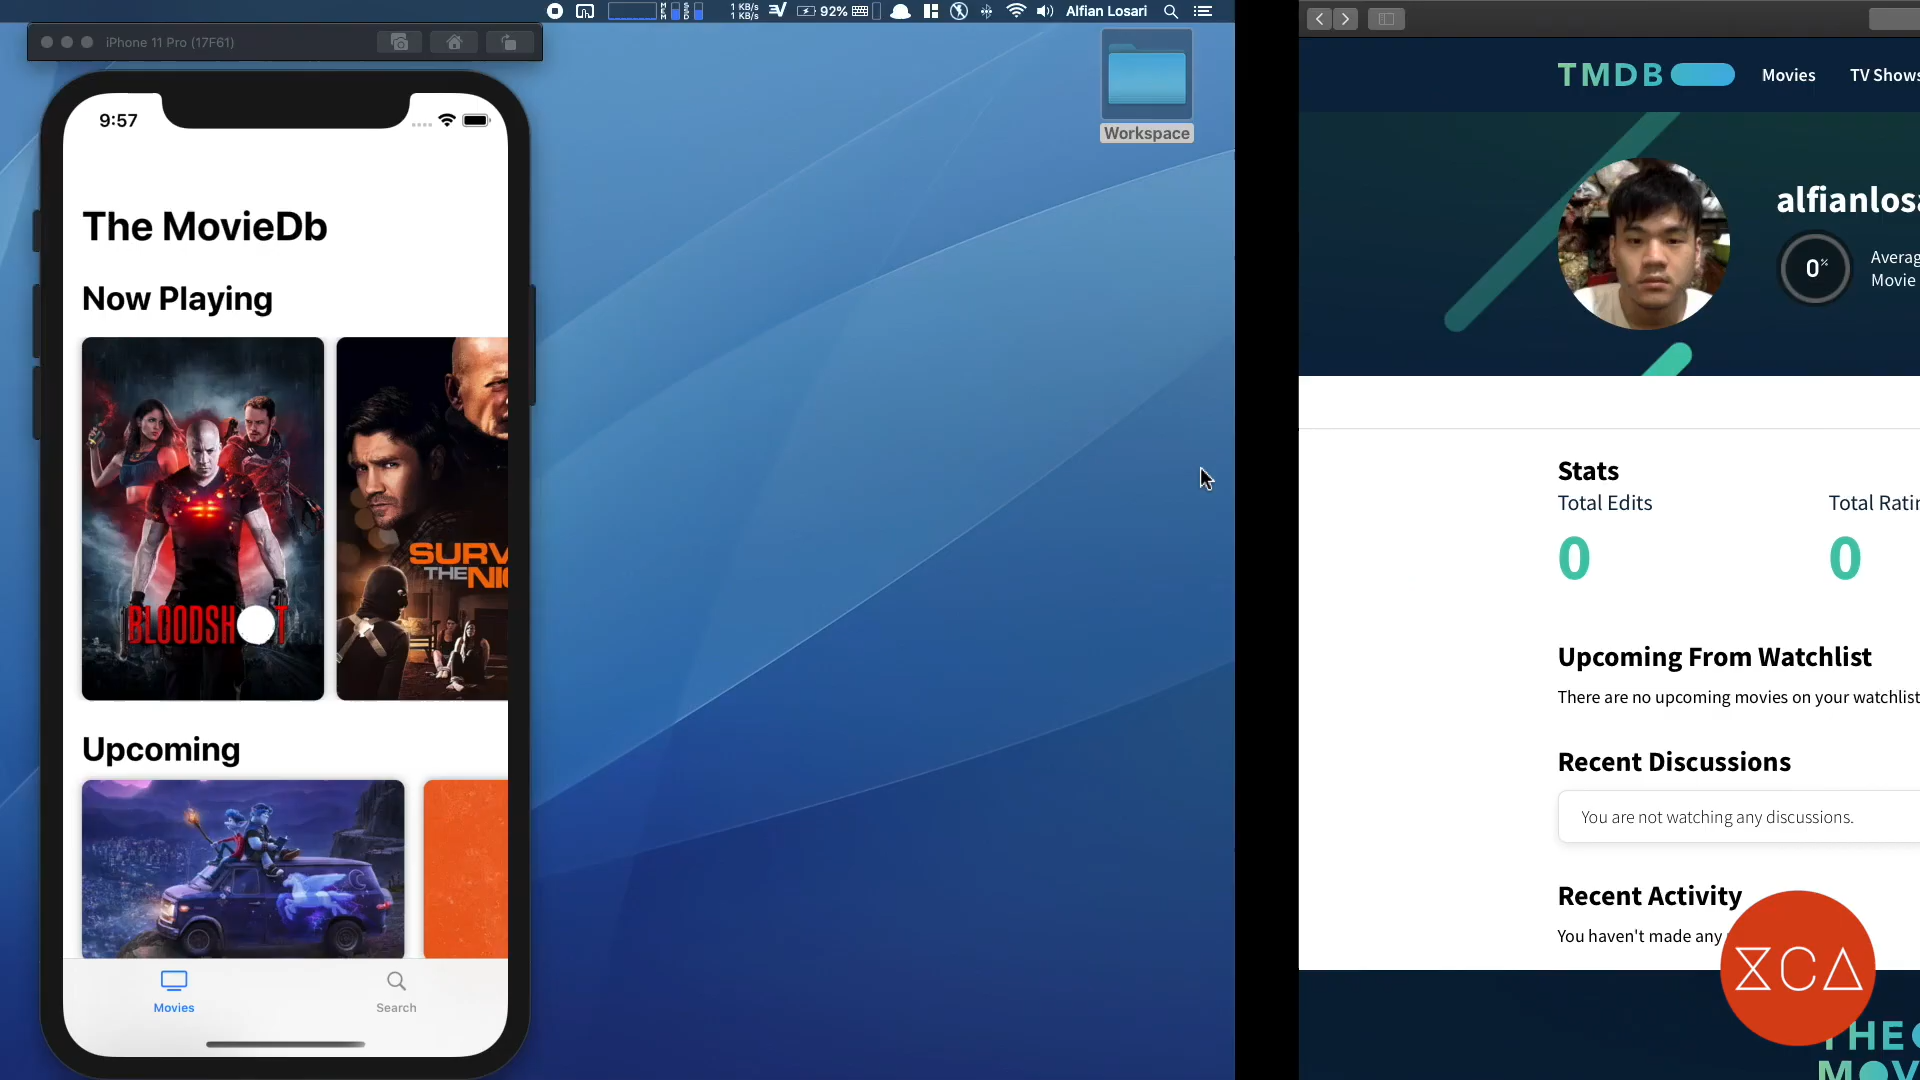 1 KB/s
1 KB/s
92%
Alfian Losari
iPhone 11 Pro (17F61)
9:57
The MovieDb
Now Playing
BLOODSH T
SURV
THE NIG
Upcoming
Movies
Search
Workspace
TMDB
Movies
TV Shows
alfianlosa
0%
Averag
Movie
Stats
Total Edits
0
Total Ratin
0
Upcoming From Watchlist
There are no upcoming movies on your watchlist
Recent Discussions
You are not watching any discussions.
Recent Activity
You haven't made any
XCA
THE
MOV